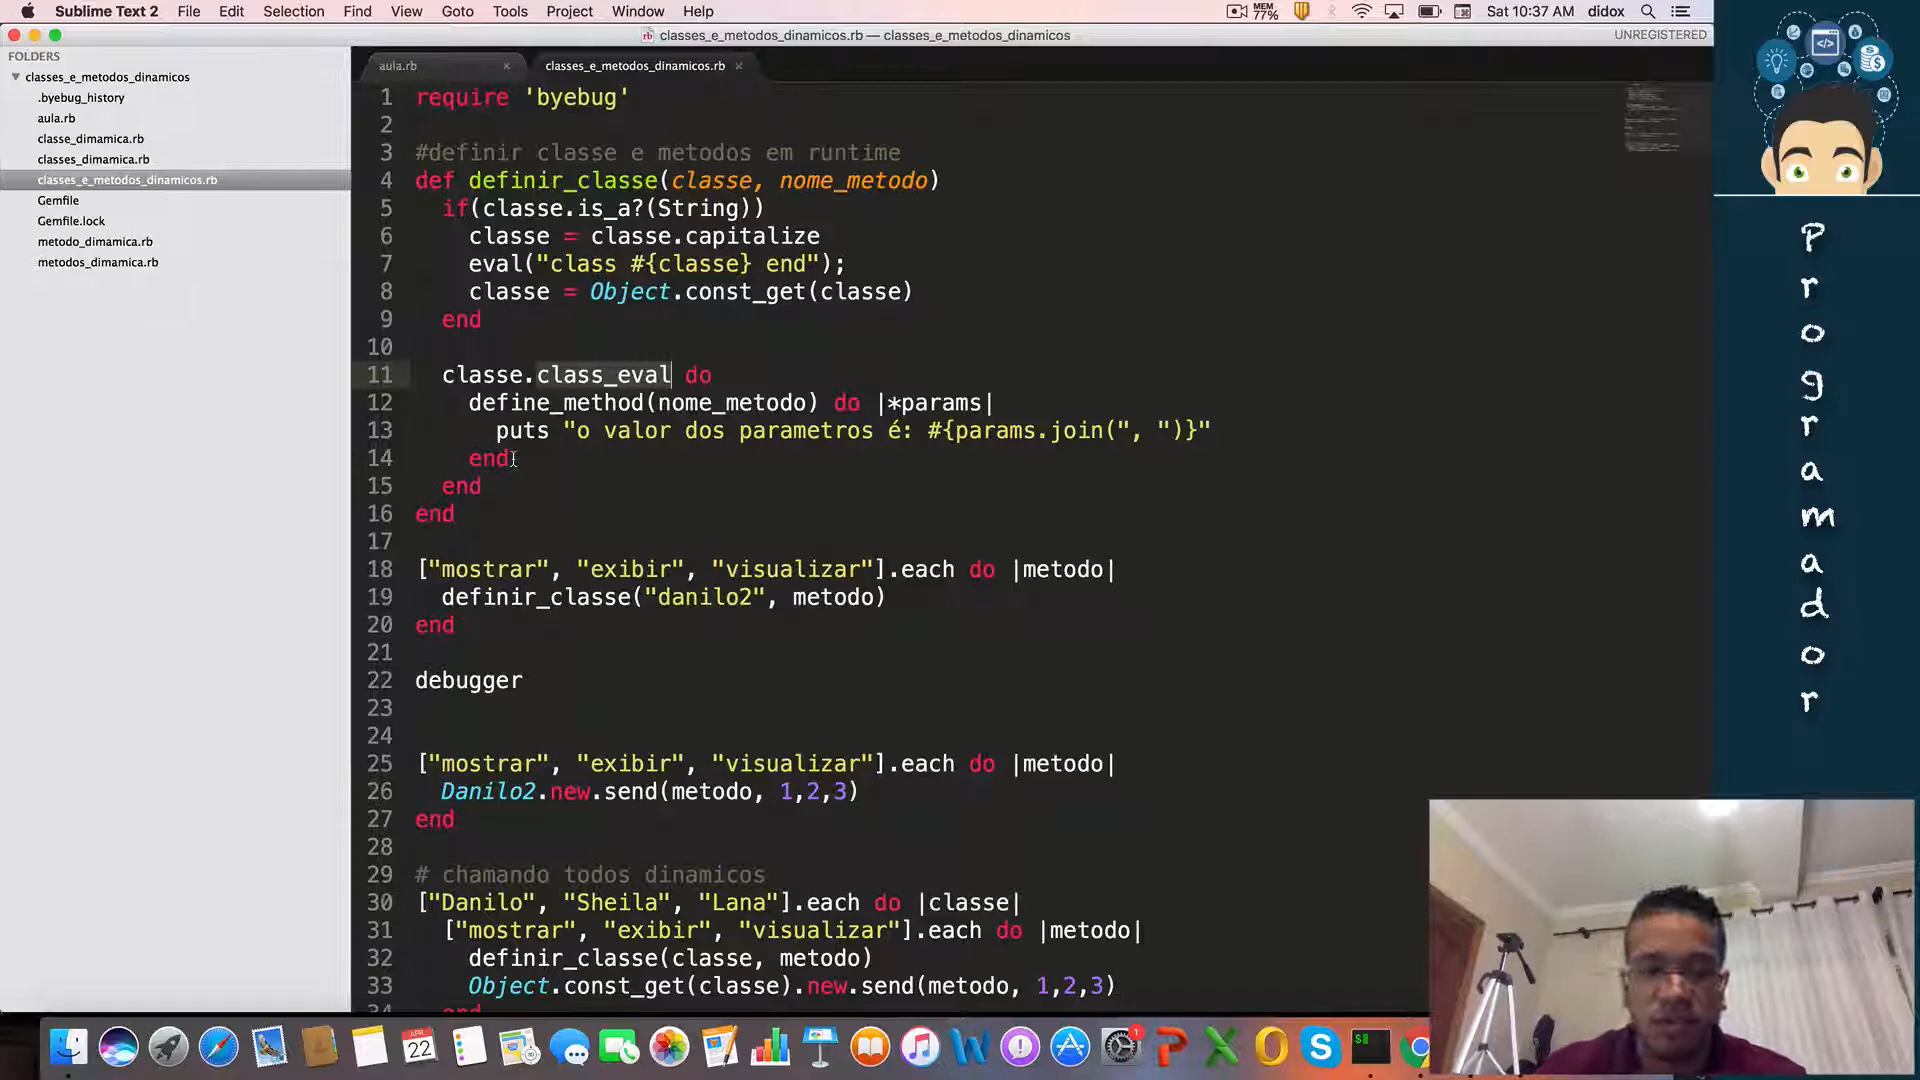 Sublime Text 2 File Edit Selection Find View Goto Tools Project Window Help MEM 77% Sat 10:37 AM didox
classes_e_metodos_dinamicos.rb — classes_e_metodos_dinamicos UNREGISTERED
FOLDERS
classes_e_metodos_dinamicos
.byebug_history
aula.rb
classe_dimamica.rb
classes_dimamica.rb
classes_e_metodos_dinamicos.rb
Gemfile
Gemfile.lock
metodo_dimamica.rb
metodos_dimamica.rb
aula.rb × classes_e_metodos_dinamicos.rb ×
1 require 'byebug'
2
3 #definir classe e metodos em runtime
4 def definir_classe(classe, nome_metodo)
5 if(classe.is_a?(String))
6 classe = classe.capitalize
7 eval("class #{classe} end");
8 classe = Object.const_get(classe)
9 end
10
11 classe.class_eval do
12 define_method(nome_metodo) do |*params|
13 puts "o valor dos parametros é: #{params.join(", ")}"
14 end
15 end
16 end
17
18 ["mostrar", "exibir", "visualizar"].each do |metodo|
19 definir_classe("danilo2", metodo)
20 end
21
22 debugger
23
24
25 ["mostrar", "exibir", "visualizar"].each do |metodo|
26 Danilo2.new.send(metodo, 1,2,3)
27 end
28
29 # chamando todos dinamicos
30 ["Danilo", "Sheila", "Lana"].each do |classe|
31 ["mostrar", "exibir", "visualizar"].each do |metodo|
32 definir_classe(classe, metodo)
33 Object.const_get(classe).new.send(metodo, 1,2,3)
34 end
</>
Programador
APR 22
1
$